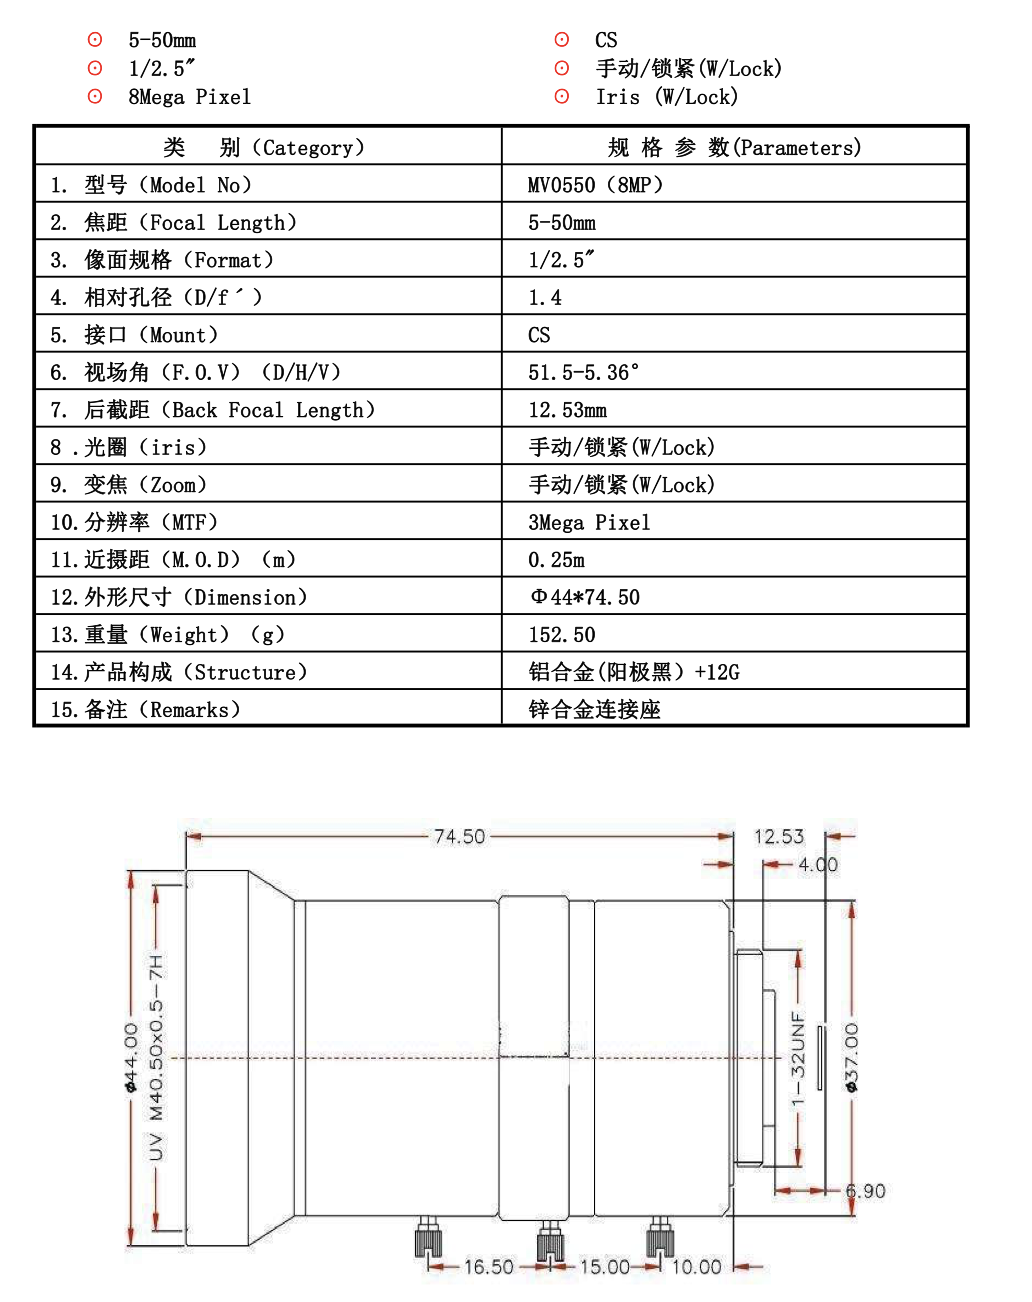 ⊙ 5-50mm
⊙ CS
⊙ 1/2.5″
⊙ 手动/锁紧(W/Lock)
⊙ 8Mega Pixel
⊙ Iris (W/Lock)
类 别（Category） 规 格 参 数(Parameters)
1. 型号（Model No） MV0550（8MP）
2. 焦距（Focal Length） 5-50mm
3. 像面规格（Format） 1/2.5″
4. 相对孔径（D/f´） 1.4
5. 接口（Mount） CS
6. 视场角（F.O.V）（D/H/V） 51.5-5.36°
7. 后截距（Back Focal Length） 12.53mm
8 .光圈（iris） 手动/锁紧(W/Lock)
9. 变焦（Zoom） 手动/锁紧(W/Lock)
10.分辨率（MTF） 3Mega Pixel
11.近摄距（M.O.D）（m） 0.25m
12.外形尺寸（Dimension） Φ44*74.50
13.重量（Weight）（g） 152.50
14.产品构成（Structure） 铝合金(阳极黑）+12G
15.备注（Remarks） 锌合金连接座
74.50
12.53
4.00
ø44.00
UV M40.50x0.5-7H
1-32UNF
ø37.00
6.90
16.50
15.00
10.00